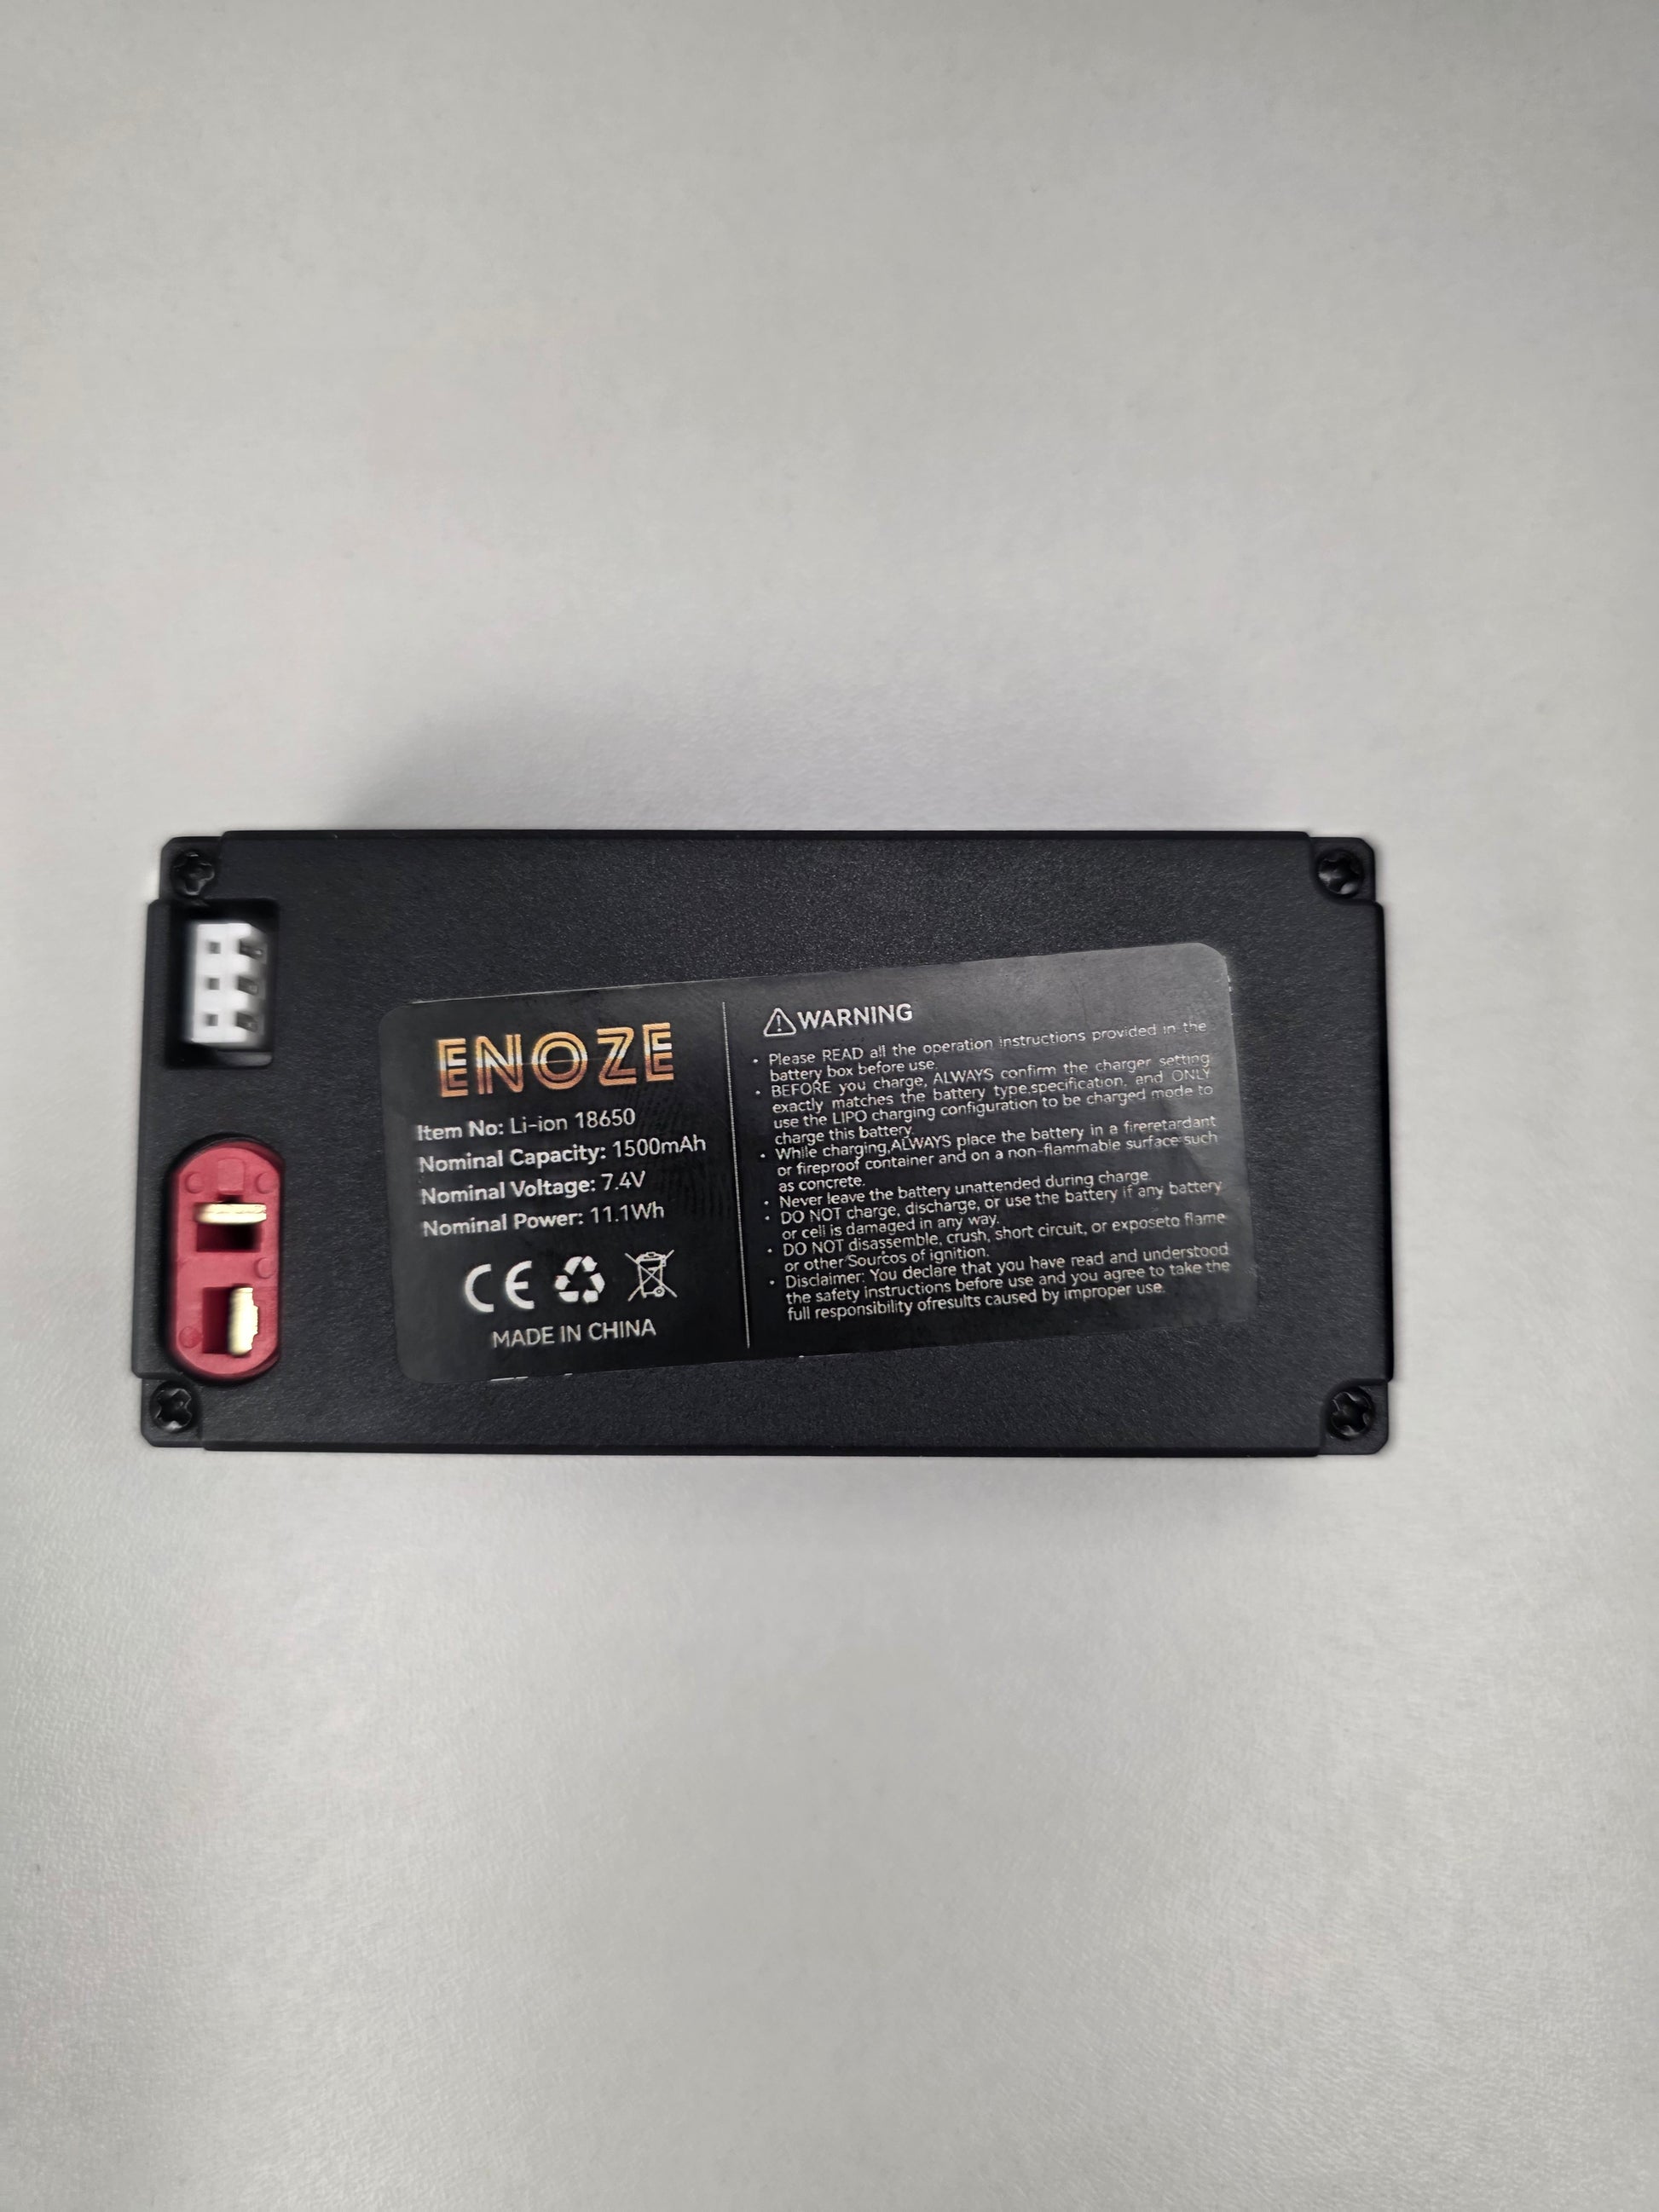 ENOZE
Item No: Li-ion 18650
Nominal Capacity: 1500mAh
Nominal Voltage: 7.4V
Nominal Power: 11.1Wh
CE
MADE IN CHINA
WARNING
• Please READ all the operation instructions provided in the
battery box before use.
• BEFORE you charge, ALWAYS confirm the charger setting
exactly matches the battery type.specification, and ONLY
use the LIPO charging configuration to be charged mode to
charge this battery.
• While charging,ALWAYS place the battery in a fireretardant
or fireproof container and on a non-flammable surface such
as concrete.
• Never leave the battery unattended during charge.
• DO NOT charge, discharge, or use the battery if any battery
or cell is damaged in any way.
• DO NOT disassemble, crush, short circuit, or exposeto flame
or other Sourcos of ignition.
• Disclaimer: You declare that you have read and understood
the safety instructions before use and you agree to take the
full responsibility ofresults caused by improper use.